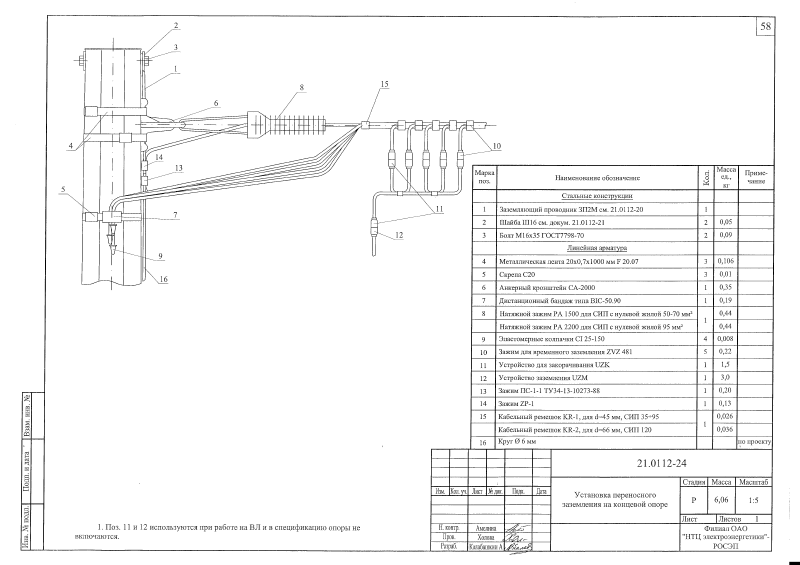 58
2
3
1
6
8
15
4
10
14
13
5
7
11
12
9
16
Марка поз. Наименование обозначение Кол. Масса ед., кг Приме-чание
Стальные конструкции
1 Заземляющий проводник ЗП2М см. 21.0112-20 1
2 Шайба Ш16 см. докум. 21.0112-21 2 0,05
3 Болт М16х35 ГОСТ7798-70 2 0,09
Линейная арматура
4 Металлическая лента 20х0,7х1000 мм F 20.07 3 0,106
5 Скрепа С20 3 0,01
6 Анкерный кронштейн СА-2000 1 0,35
7 Дистанционный бандаж типа BIC-50.90 1 0,19
8 Натяжной зажим РА 1500 для СИП с нулевой жилой 50-70 мм² 1 0,44
Натяжной зажим РА 2200 для СИП с нулевой жилой 95 мм² 0,44
9 Эластомерные колпачки CI 25-150 4 0,008
10 Зажим для временного заземления ZVZ 481 5 0,22
11 Устройство для закорачивания UZK 1 1,5
12 Устройство заземления UZM 1 3,0
13 Зажим ПС-1-1 ТУ34-13-10273-88 1 0,20
14 Зажим ZP-1 1 0,13
15 Кабельный ремешок KR-1, для d=45 мм, СИП 35÷95 1 0,026
Кабельный ремешок KR-2, для d=66 мм, СИП 120 0,056
16 Круг Ø 6 мм по проекту
21.0112-24
Изм. Кол. уч. Лист № док. Подп. Дата
Установка переносного
заземления на концевой опоре
Стадия Масса Масштаб
Р 6,06 1:5
Лист Листов 1
Н. контр. Амелина
Пров. Холова
Разраб. Калабашкин А.
Филиал ОАО
"НТЦ электроэнергетики"-
РОСЭП
1. Поз. 11 и 12 используются при работе на ВЛ и в спецификацию опоры не
включаются.
Взам. инв. №
Подп. и дата
Инв. № подл.